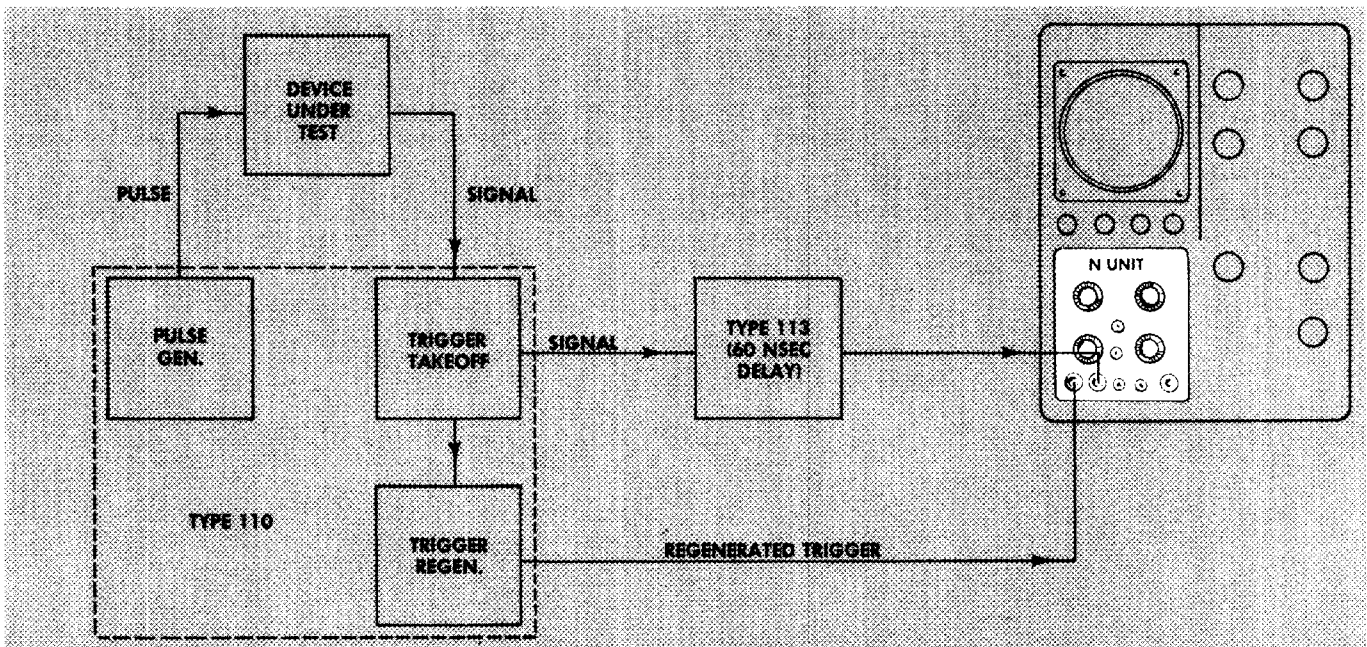 DEVICE
UNDER
TEST
PULSE
SIGNAL
N UNIT
PULSE
GEN.
TRIGGER
TAKEOFF
SIGNAL
TYPE 113
(60 NSEC
DELAY)
TYPE 110
TRIGGER
REGEN.
REGENERATED TRIGGER